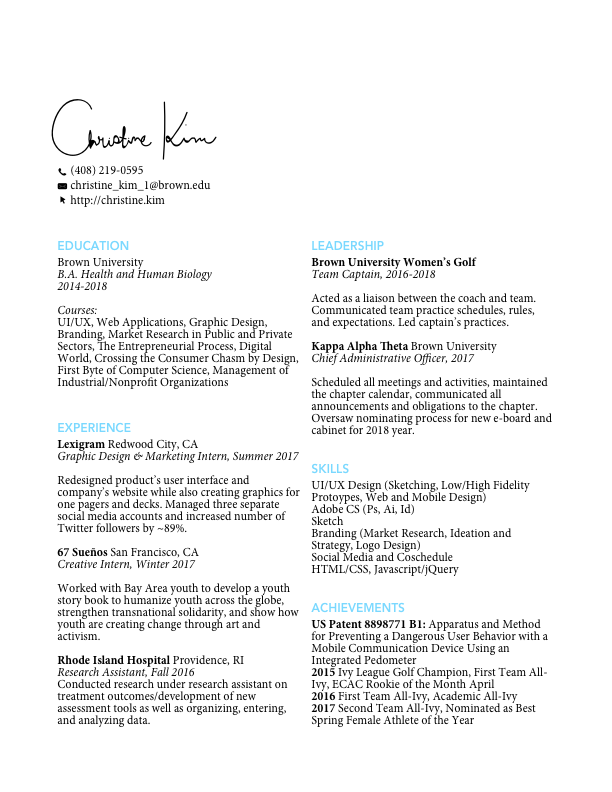 Christine Kim
(408) 219-0595
christine_kim_1@brown.edu
http://christine.kim
EDUCATION
Brown University
B.A. Health and Human Biology
2014-2018
Courses:
UI/UX, Web Applications, Graphic Design,
Branding, Market Research in Public and Private
Sectors, The Entrepreneurial Process, Digital
World, Crossing the Consumer Chasm by Design,
First Byte of Computer Science, Management of
Industrial/Nonprofit Organizations
EXPERIENCE
Lexigram Redwood City, CA
Graphic Design & Marketing Intern, Summer 2017
Redesigned product's user interface and
company's website while also creating graphics for
one pagers and decks. Managed three separate
social media accounts and increased number of
Twitter followers by ~89%.
67 Sueños San Francisco, CA
Creative Intern, Winter 2017
Worked with Bay Area youth to develop a youth
story book to humanize youth across the globe,
strengthen transnational solidarity, and show how
youth are creating change through art and
activism.
Rhode Island Hospital Providence, RI
Research Assistant, Fall 2016
Conducted research under research assistant on
treatment outcomes/development of new
assessment tools as well as organizing, entering,
and analyzing data.
LEADERSHIP
Brown University Women's Golf
Team Captain, 2016-2018
Acted as a liaison between the coach and team.
Communicated team practice schedules, rules,
and expectations. Led captain's practices.
Kappa Alpha Theta Brown University
Chief Administrative Officer, 2017
Scheduled all meetings and activities, maintained
the chapter calendar, communicated all
announcements and obligations to the chapter.
Oversaw nominating process for new e-board and
cabinet for 2018 year.
SKILLS
UI/UX Design (Sketching, Low/High Fidelity
Protoypes, Web and Mobile Design)
Adobe CS (Ps, Ai, Id)
Sketch
Branding (Market Research, Ideation and
Strategy, Logo Design)
Social Media and Coschedule
HTML/CSS, Javascript/jQuery
ACHIEVEMENTS
US Patent 8898771 B1: Apparatus and Method
for Preventing a Dangerous User Behavior with a
Mobile Communication Device Using an
Integrated Pedometer
2015 Ivy League Golf Champion, First Team All-
Ivy, ECAC Rookie of the Month April
2016 First Team All-Ivy, Academic All-Ivy
2017 Second Team All-Ivy, Nominated as Best
Spring Female Athlete of the Year